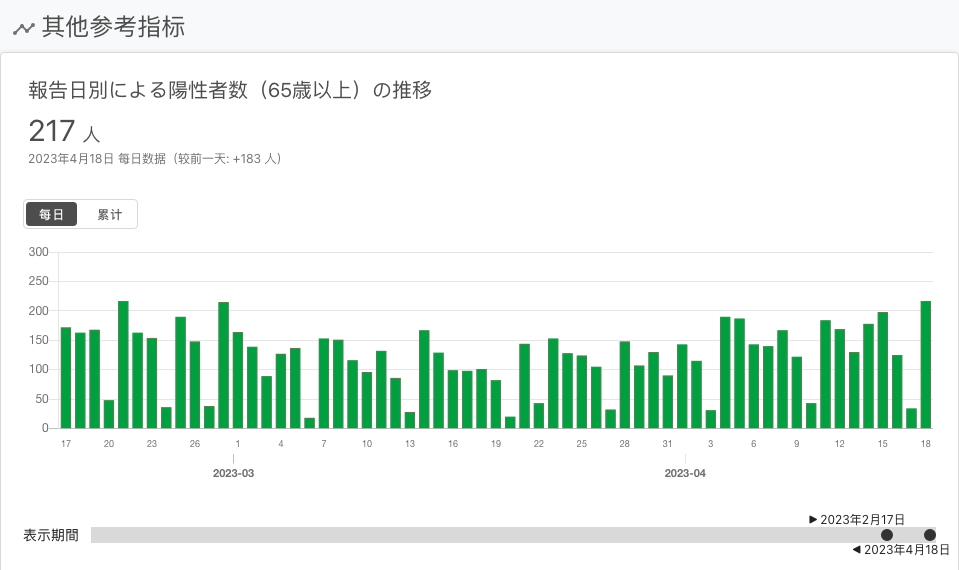 其他参考指标
報告日別による陽性者数（65歳以上）の推移
217 人
2023年4月18日 每日数据（较前一天: +183 人）
每日 累计
300
250
200
150
100
50
0
17 20 23 26 1 4 7 10 13 16 19 22 25 28 31 3 6 9 12 15 18
2023-03 2023-04
2023年2月17日
表示期間
2023年4月18日